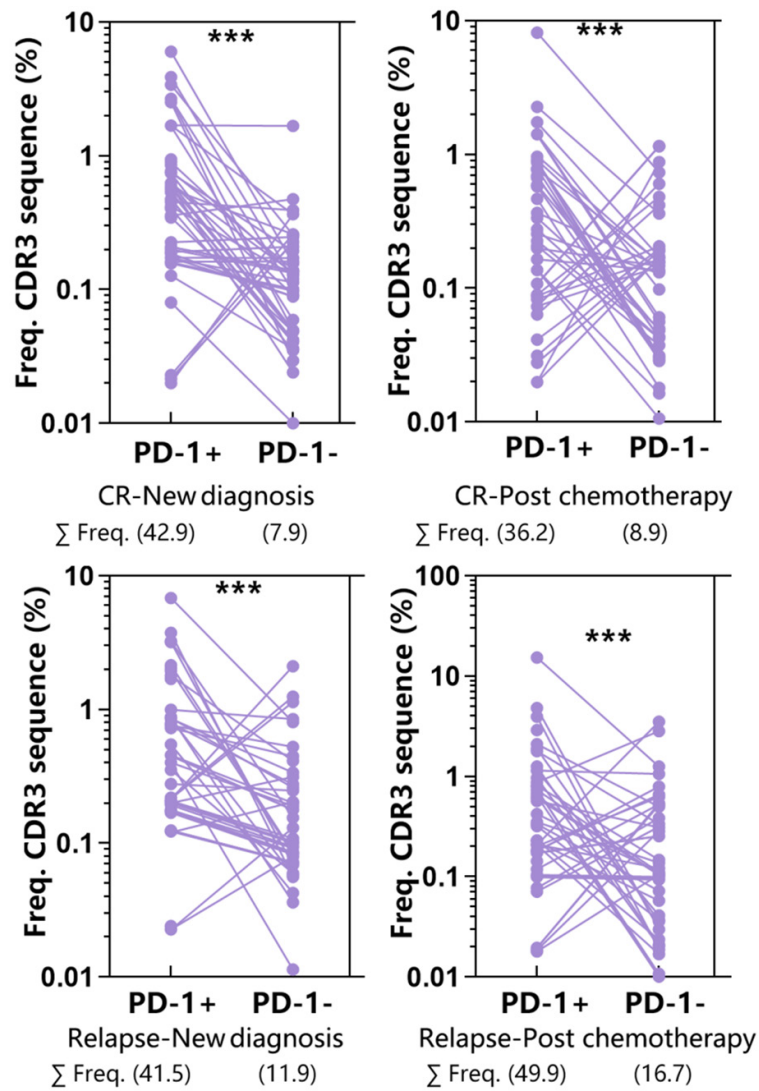 Freq. CDR3 sequence (%)
10
1
0.1
0.01
***
PD-1+ PD-1-
CR-New diagnosis
∑ Freq. (42.9) (7.9)
Freq. CDR3 sequence (%)
10
1
0.1
0.01
***
PD-1+ PD-1-
CR-Post chemotherapy
∑ Freq. (36.2) (8.9)
Freq. CDR3 sequence (%)
10
1
0.1
0.01
***
PD-1+ PD-1-
Relapse-New diagnosis
∑ Freq. (41.5) (11.9)
Freq. CDR3 sequence (%)
100
10
1
0.1
0.01
***
PD-1+ PD-1-
Relapse-Post chemotherapy
∑ Freq. (49.9) (16.7)